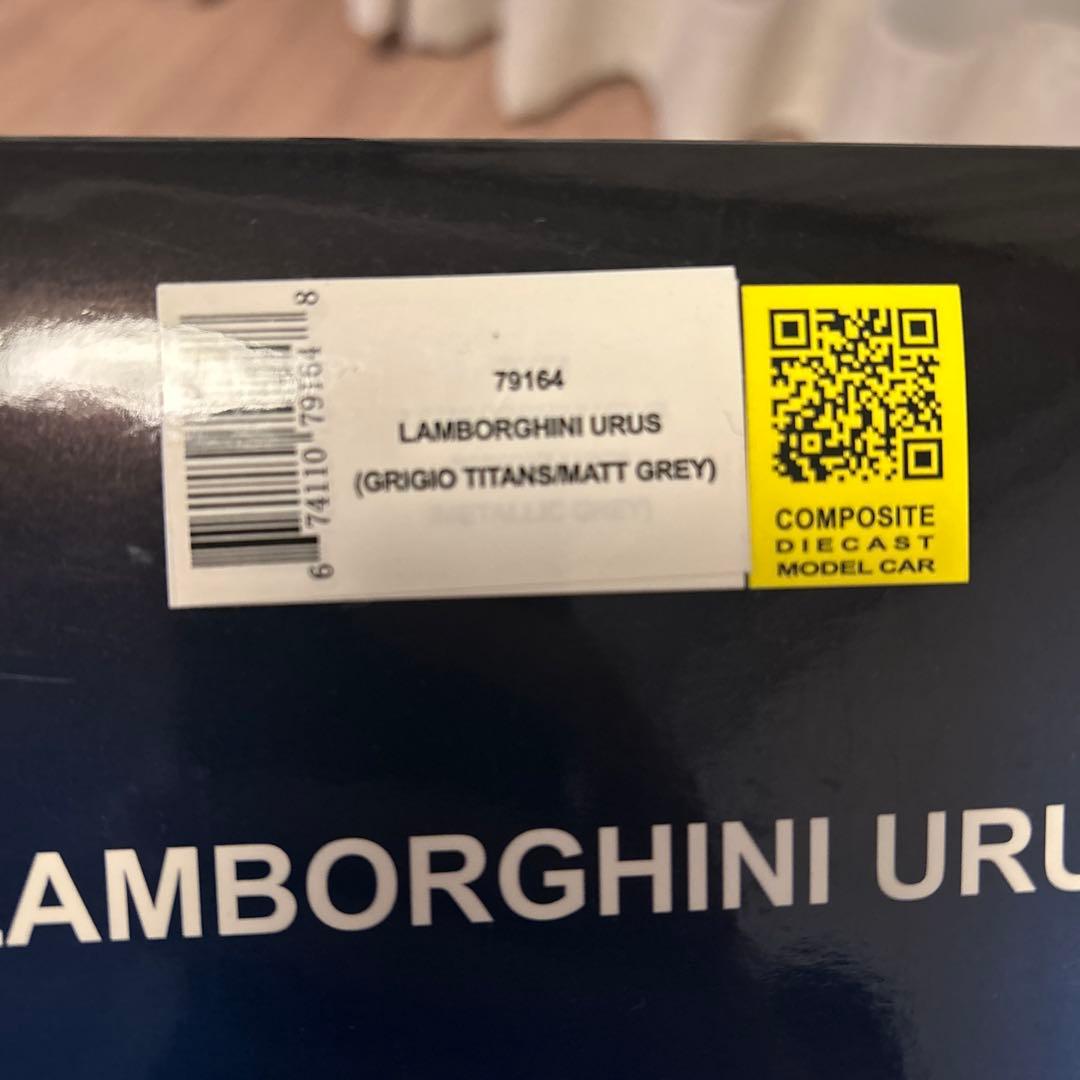 6 74110 79164 8
79164
LAMBORGHINI URUS
(GRIGIO TITANS/MATT GREY)
COMPOSITE
DIECAST
MODEL CAR
LAMBORGHINI URU